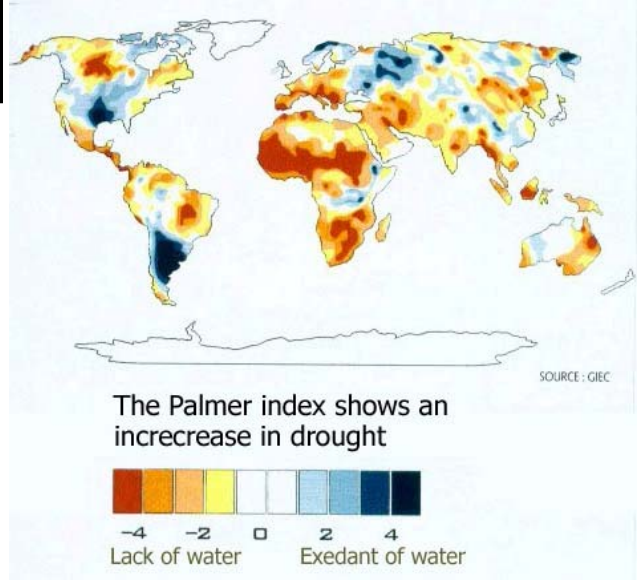 SOURCE : GIEC
The Palmer index shows an
increcrease in drought
-4 -2 0 2 4
Lack of water Exedant of water